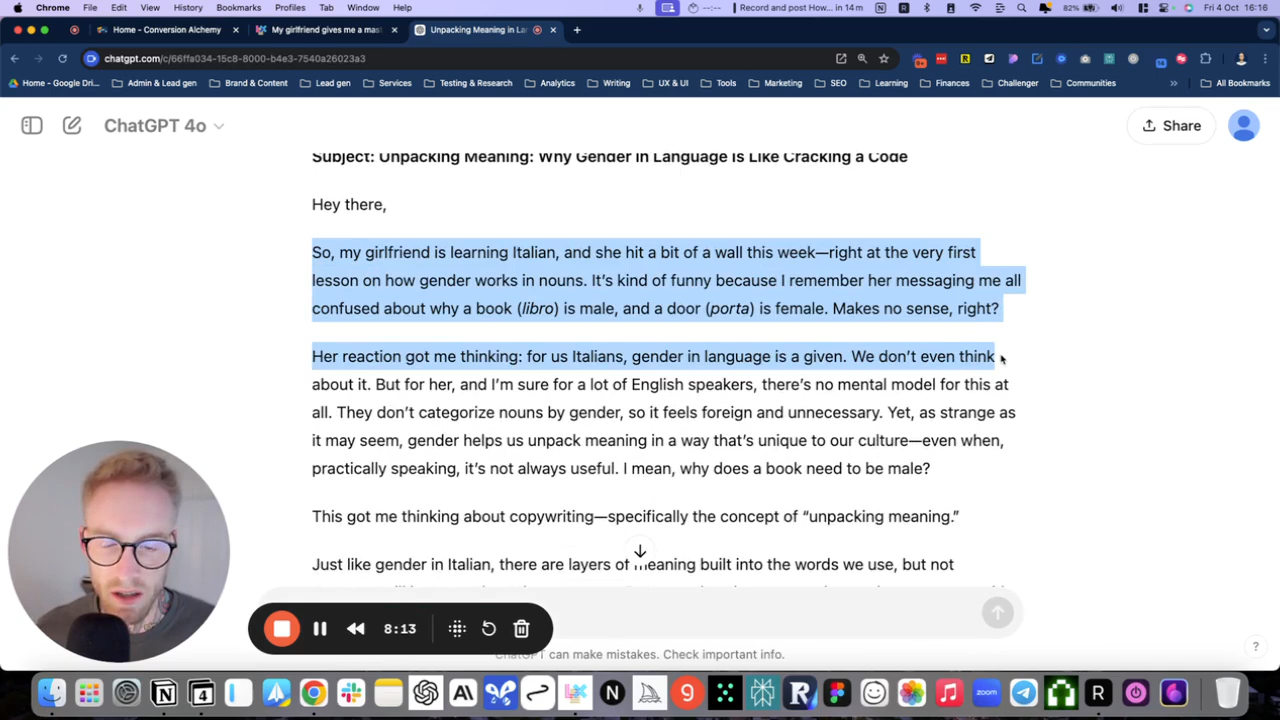 Chrome File Edit View History Bookmarks Profiles Tab Window Help
Record and post How... in 14 m
82%
Fri 4 Oct 16:16
Home - Conversion Alchemy
My girlfriend gives me a mas
Unpacking Meaning in La
chatgpt.com/c/66ffa034-15c8-8000-b4e3-7540a26023a3
Home - Google Dri... Admin & Lead gen Brand & Content Lead gen Services Testing & Research Analytics Writing UX & UI Tools Marketing SEO Learning Finances Challenger Communities All Bookmarks
ChatGPT 4o
Share
Subject: Unpacking Meaning: Why Gender in Language Is Like Cracking a Code
Hey there,
So, my girlfriend is learning Italian, and she hit a bit of a wall this week—right at the very first
lesson on how gender works in nouns. It's kind of funny because I remember her messaging me all
confused about why a book (libro) is male, and a door (porta) is female. Makes no sense, right?
Her reaction got me thinking: for us Italians, gender in language is a given. We don't even think
about it. But for her, and I'm sure for a lot of English speakers, there's no mental model for this at
all. They don't categorize nouns by gender, so it feels foreign and unnecessary. Yet, as strange as
it may seem, gender helps us unpack meaning in a way that's unique to our culture—even when,
practically speaking, it's not always useful. I mean, why does a book need to be male?
This got me thinking about copywriting—specifically the concept of "unpacking meaning."
Just like gender in Italian, there are layers of meaning built into the words we use, but not
8:13
ChatGPT can make mistakes. Check important info.
?
zoom